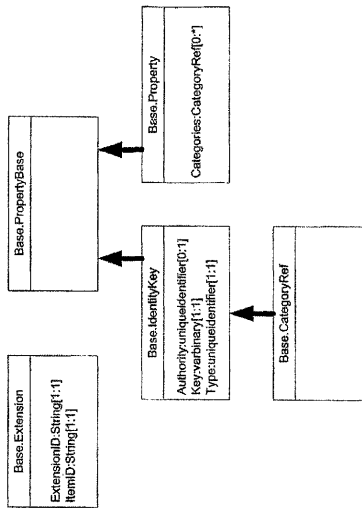 Base.Extension
ExtensionID:String[1:1]
ItemID:String[1:1]
Base.PropertyBase
Base.IdentityKey
Authority:uniqueidentifier[0:1]
Key:varbinary[1:1]
Type:uniqueidentifier[1:1]
Base.Property
Categories:CategoryRef[0:*]
Base.CategoryRef